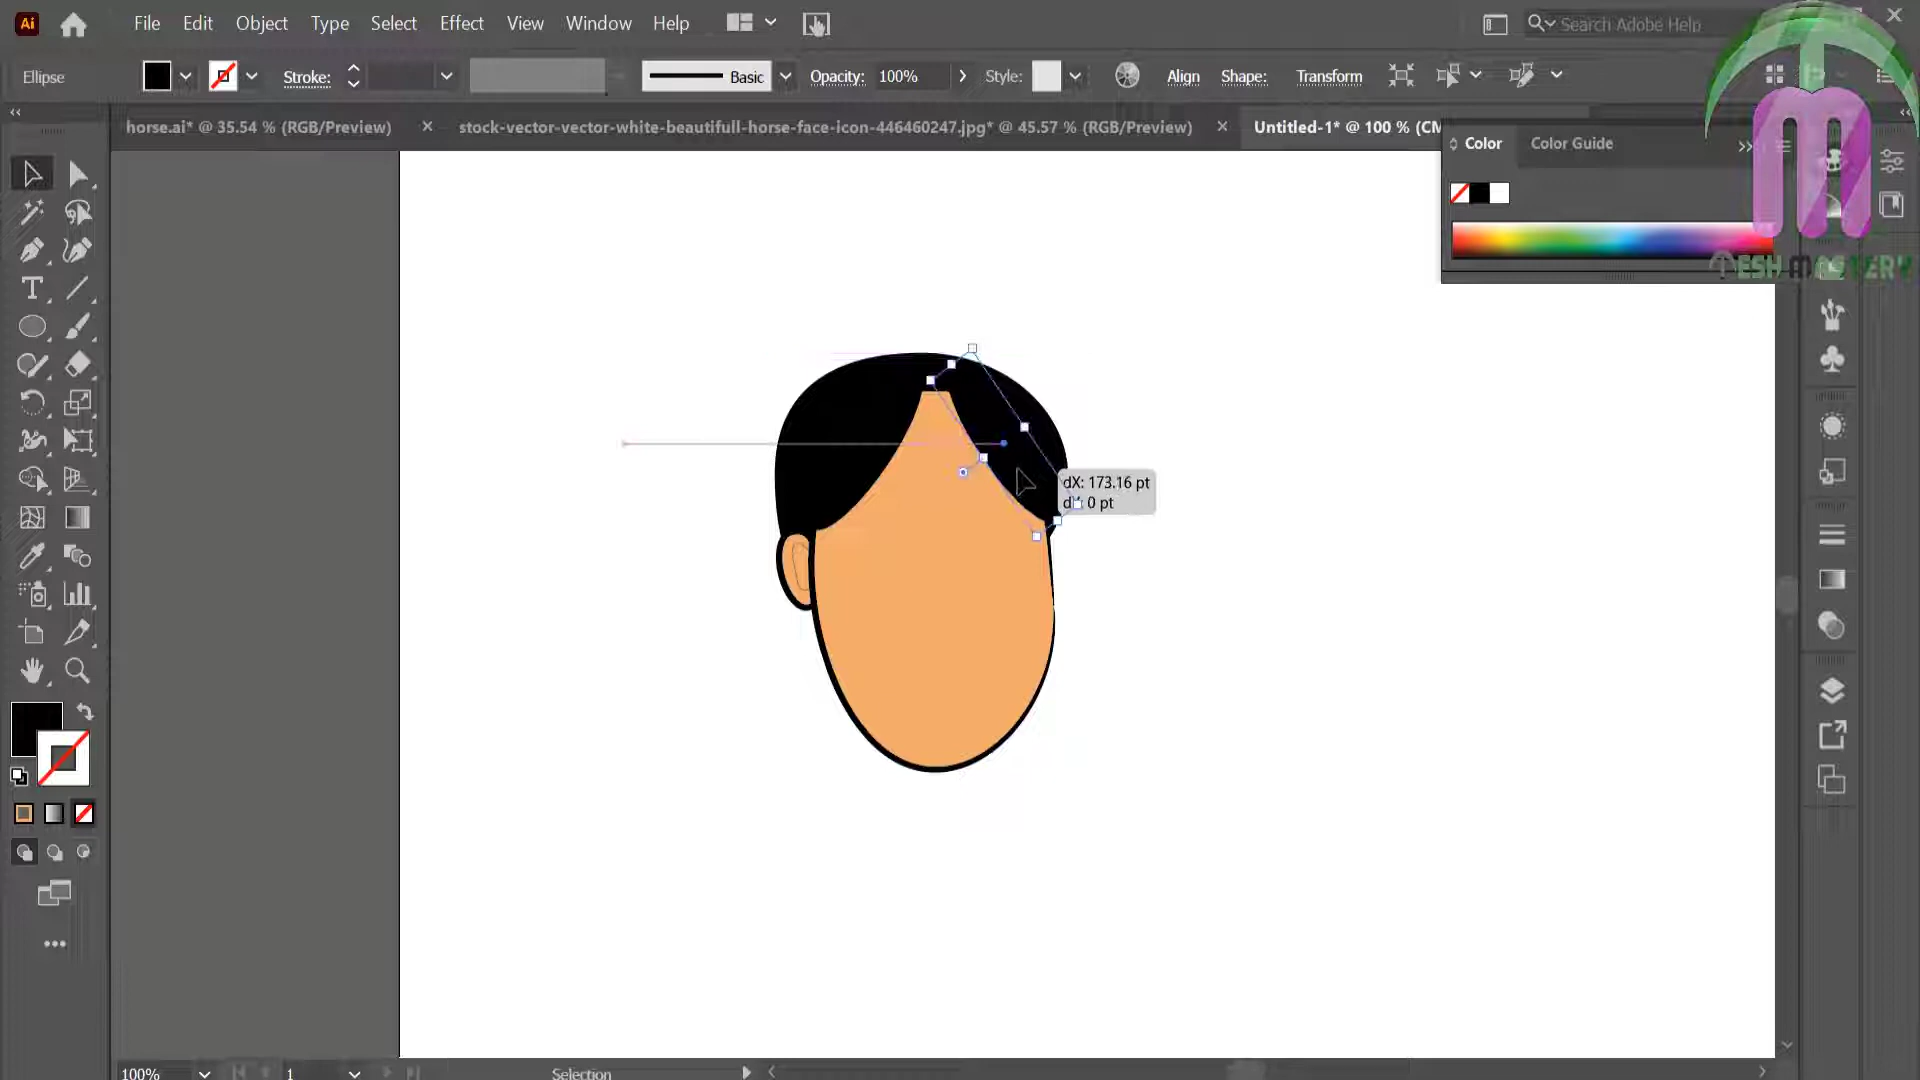 Ai File Edit Object Type Select Effect View Window Help Search Adobe Help
Ellipse Stroke: Basic Opacity: 100% Style: Align Shape: Transform
horse.ai* @ 35.54 % (RGB/Preview) stock-vector-vector-white-beautifull-horse-face-icon-446460247.jpg* @ 45.57 % (RGB/Preview) Untitled-1* @ 100 % (CM
Color Color Guide
MESH MASTERY
dX: 173.16 pt
0 pt
100% 1 Selection